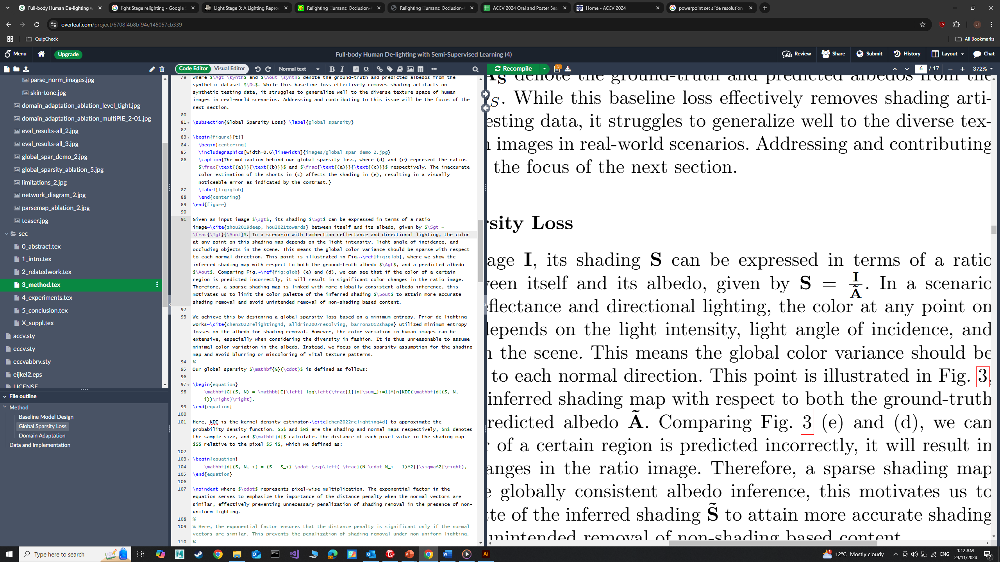 Full-body Human De-lighting w
light Stage relighting - Google
Light Stage 3: A Lighting Repro
Relighting Humans: Occlusion-
Relighting Humans: Occlusion-
ACCV 2024 Oral and Poster Ses
Home - ACCV 2024
powerpoint set slide resolution
overleaf.com/project/6708f4b8bf94e145057cb339
QuipCheck
All Bookmarks
Menu
Upgrade
Full-body Human De-lighting with Semi-Supervised Learning (4)
Review
Share
Submit
History
Layout
Chat
Code Editor
Visual Editor
Normal text
Recompile
3
6 / 17
372%
parse_norm_images.jpg
skin-tone.jpg
domain_adaptation_ablation_level_tight.jpg
domain_adaptation_ablation_multiPIE_2-01.jpg
eval_results-all_2.jpg
eval_results-all_3.jpg
global_spar_demo_2.jpg
global_sparsity_ablation_5.jpg
limitations_2.jpg
network_diagram_2.jpg
parsemap_ablation_2.jpg
teaser.jpg
sec
0_abstract.tex
1_intro.tex
2_relatedwork.tex
3_method.tex
4_experiments.tex
5_conclusion.tex
X_suppl.tex
accv.sty
eccv.sty
eccvabbrv.sty
eijkel2.eps
LICENSE
File outline
Method
Baseline Model Design
Global Sparsity Loss
Domain Adaptation
Data and Implementation
79 where $\Agt_\synth$ and $\Aout_\synth$ denote the ground-truth and predicted albedos from the
synthetic dataset $\Ds$. While this baseline loss effectively removes shading artifacts on
synthetic testing data, it struggles to generalize well to the diverse texture space of human
images in real-world scenarios. Addressing and contributing to this issue will be the focus of the
next section.
80
81 \subsection{Global Sparsity Loss} \label{global_sparsity}
82
83 \begin{figure}[t!]
84 \begin{centering}
85 \includegraphics[width=0.6\linewidth]{images/global_spar_demo_2.jpg}
86 \caption{The motivation behind our global sparsity loss, where (d) and (e) represent the ratios
$\frac{\text{(a)}}{\text{(b)}}$ and $\frac{\text{(a)}}{\text{(c)}}$ respectively. The inaccurate
color estimation of the shorts in (c) affects the shading in (e), resulting in a visually
noticeable error as indicated by the contrast.}
87 \label{fig:glob}
88 \end{centering}
89 \end{figure}
90
91 Given an input image $\Igt$, its shading $\Sgt$ can be expressed in terms of a ratio
image~\cite{zhou2019deep, hou2021towards} between itself and its albedo, given by $\Sgt =
\frac{\Igt}{\Aout}$. In a scenario with Lambertian reflectance and directional lighting, the color
at any point on this shading map depends on the light intensity, light angle of incidence, and
occluding objects in the scene. This means the global color variance should be sparse with respect
to each normal direction. This point is illustrated in Fig.~\ref{fig:glob}, where we show the
inferred shading map with respect to both the ground-truth albedo $\Agt$, and a predicted albedo
$\Aout$. Comparing Fig.~\ref{fig:glob} (e) and (d), we can see that if the color of a certain
region is predicted incorrectly, it will result in significant color changes in the ratio image.
Therefore, a sparse shading map is linked with more globally consistent albedo inference, this
motivates us to limit the color palette of the inferred shading $\Sout$ to attain more accurate
shading removal and avoid unintended removal of non-shading based content.
92
93 We achieve this by designing a global sparsity loss based on a minimum entropy. Prior de-lighting
works~\cite{chen2022relighting4d, alldrin2007resolving, barron2012shape} utilized minimum entropy
losses on the albedo for shading removal. However, the color variation in human images can be
extensive, especially when considering the diversity in fashion. It is thus unreasonable to assume
minimal color variation in the albedo. Instead, we focus on the sparsity assumption for the shading
map and avoid blurring or miscoloring of vital texture patterns.
94 %
95 Our global sparsity $\mathbf{G}(\cdot)$ is defined as follows:
96
97 \begin{equation}
98 \mathbf{G}(S, N) = \mathbb{E}\left[-log\left(\frac{1}{n}\sum_{i=1}^{n}KDE(\mathbf{d}(S, N,
i))\right)\right].
99 \end{equation}
100
101 Here, KDE is the kernel density estimator~\cite{chen2022relighting4d} to approximate the
probability density function. $S$ and $N$ are the shading and normal maps respectively, $n$ denotes
the sample size, and $\mathbf{d}$ calculates the distance of each pixel value in the shading map
$S$ relative to the pixel $S_i$, which we defined as:
102
103 \begin{equation}
104 \mathbf{d}(S, N, i) = (S - S_i) \odot \exp\left(-\frac{(N \cdot N_i - 1)^2}{\sigma^2}\right),
105 \end{equation}
106
107 \noindent where $\odot$ represents pixel-wise multiplication. The exponential factor in the
equation serves to emphasize the importance of the distance penalty when the normal vectors are
similar, effectively preventing unnecessary penalization of shading removal in the presence of non-
uniform lighting.
108 %
109 % Here, the exponential factor ensures that the distance penalty is significant only if the normal
vectors are similar. This prevents the penalization of shading removal under non-uniform lighting.
110 %
denote the ground-truth and predicted albedos from the
S. While this baseline loss effectively removes shading arti-
esting data, it struggles to generalize well to the diverse tex-
n images in real-world scenarios. Addressing and contributing
the focus of the next section.
rsity Loss
age I, its shading S can be expressed in terms of a ratio
veen itself and its albedo, given by S = I/Ã. In a scenario
eflectance and directional lighting, the color at any point on
depends on the light intensity, light angle of incidence, and
n the scene. This means the global color variance should be
to each normal direction. This point is illustrated in Fig. 3,
inferred shading map with respect to both the ground-truth
redicted albedo Ã. Comparing Fig. 3 (e) and (d), we can
r of a certain region is predicted incorrectly, it will result in
anges in the ratio image. Therefore, a sparse shading map
e globally consistent albedo inference, this motivates us to
tte of the inferred shading S̃ to attain more accurate shading
unintended removal of non-shading based content.
Type here to search
12°C Mostly cloudy
ENG
1:12 AM
29/11/2024